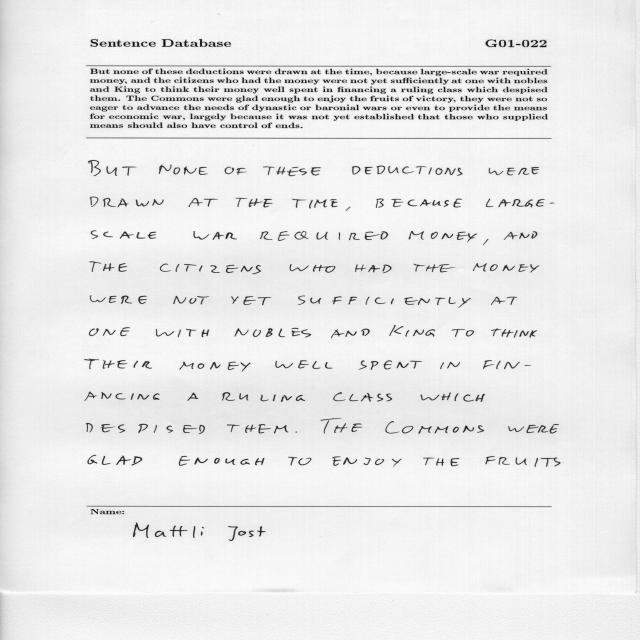 Sentence Database G01-022
But none of these deductions were drawn at the time, because large-scale war required
money, and the citizens who had the money were not yet sufficiently at one with nobles
and King to think their money well spent in financing a ruling class which despised
them. The Commons were glad enough to enjoy the fruits of victory, they were not so
eager to advance the needs of dynastic or baronial wars or even to provide the means
for economic war, largely because it was not yet established that those who supplied
means should also have control of ends.
BUT NONE OF THESE DEDUCTIONS WERE
DRAWN AT THE TIME, BECAUSE LARGE-
SCALE WAR REQUIRED MONEY, AND
THE CITIZENS WHO HAD THE MONEY
WERE NOT YET SUFFICIENTLY AT
ONE WITH NOBLES AND KING TO THINK
THEIR MONEY WELL SPENT IN FIN-
ANCING A RULING CLASS WHICH
DESPISED THEM. THE COMMONS WERE
GLAD ENOUGH TO ENJOY THE FRUITS
Name:
Mattli Jost